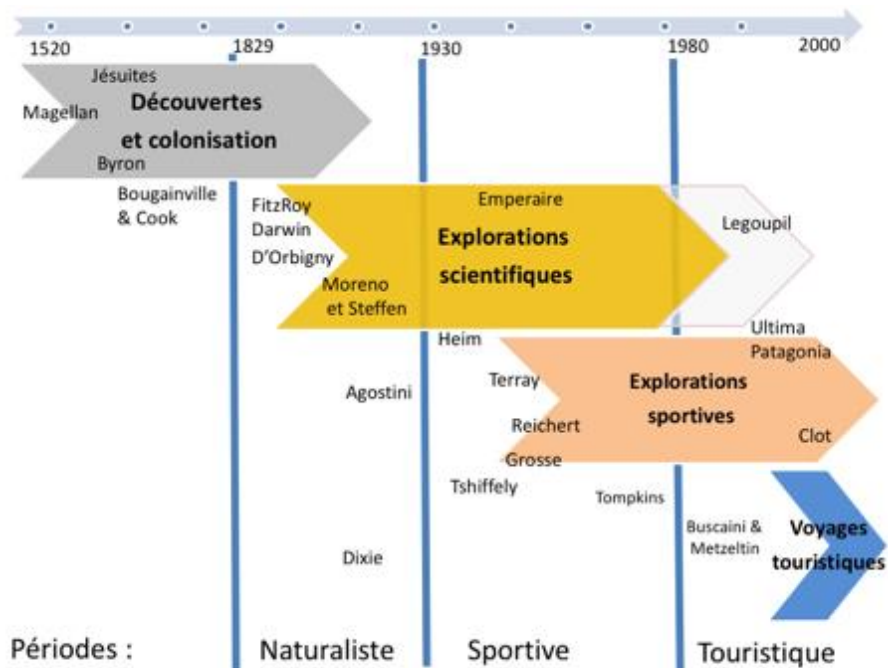 1520 1829 1930 1980 2000
Jésuites
Magellan
Découvertes
et colonisation
Byron
Bougainville
& Cook
FitzRoy
Darwin
D'Orbigny
Moreno
et Steffen
Emperaire
Explorations
scientifiques
Legoupil
Heim
Ultima
Patagonia
Agostini
Terray
Explorations
sportives
Reichert
Clot
Grosse
Tshiffely
Tompkins
Buscaini &
Metzeltin
Voyages
touristiques
Dixie
Périodes : Naturaliste Sportive Touristique